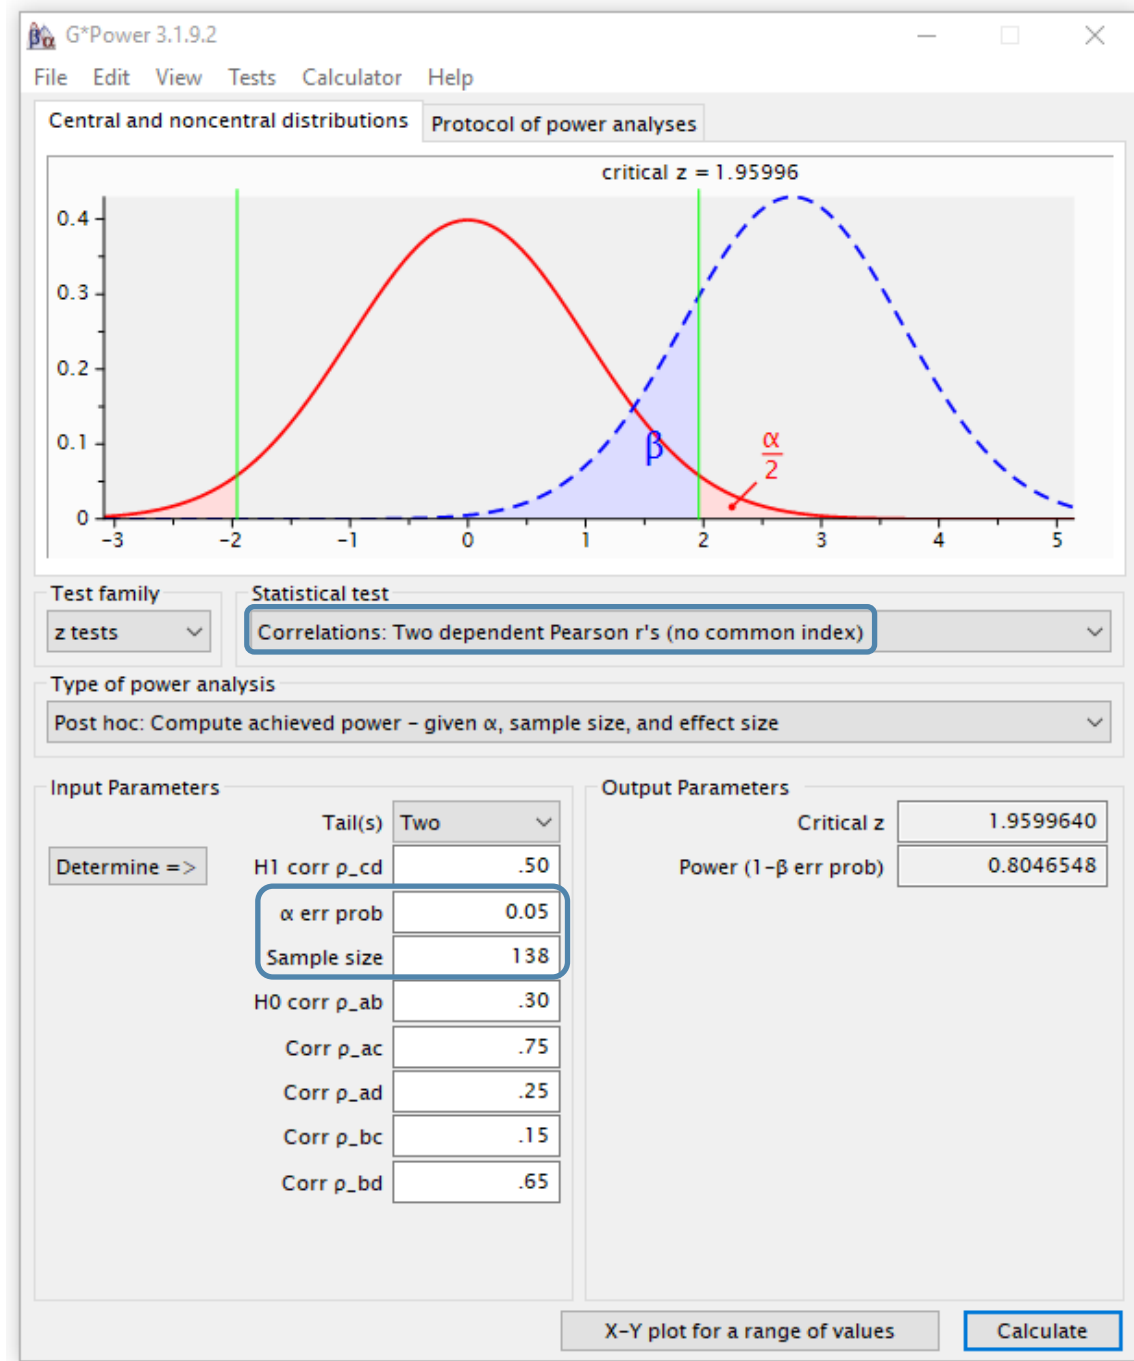 G*Power 3.1.9.2
File Edit View Tests Calculator Help
Central and noncentral distributions Protocol of power analyses
critical z = 1.95996
0.4
0.3
0.2
0.1
0
β
α
2
-3 -2 -1 0 1 2 3 4 5
Test family Statistical test
z tests Correlations: Two dependent Pearson r's (no common index)
Type of power analysis
Post hoc: Compute achieved power – given α, sample size, and effect size
Input Parameters Output Parameters
Tail(s) Two Critical z 1.9599640
Determine => H1 corr ρ_cd .50 Power (1-β err prob) 0.8046548
α err prob 0.05
Sample size 138
H0 corr ρ_ab .30
Corr ρ_ac .75
Corr ρ_ad .25
Corr ρ_bc .15
Corr ρ_bd .65
X-Y plot for a range of values Calculate